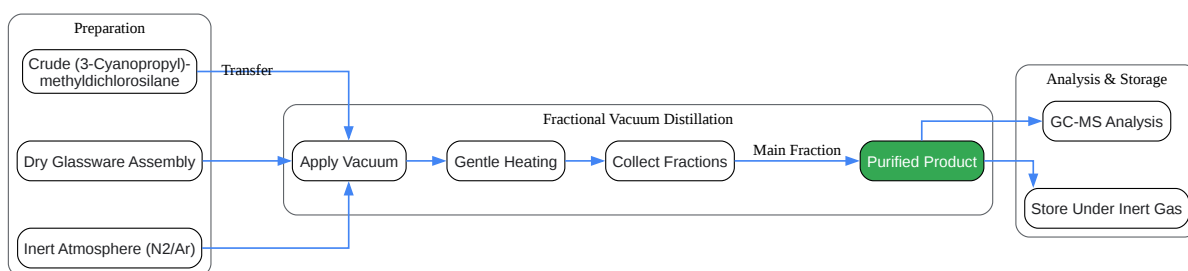 Preparation
Crude (3-Cyanopropyl)-
methyldichlorosilane
Transfer
Dry Glassware Assembly
Inert Atmosphere (N2/Ar)
Fractional Vacuum Distillation
Apply Vacuum
Gentle Heating
Collect Fractions
Main Fraction
Purified Product
Analysis & Storage
GC-MS Analysis
Store Under Inert Gas